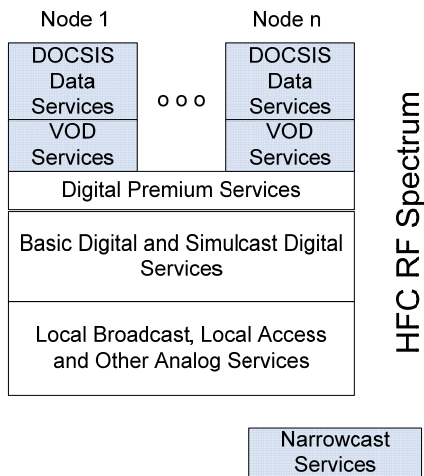 Node 1
Node n
DOCSIS
Data
Services
o o o
DOCSIS
Data
Services
VOD
Services
VOD
Services
Digital Premium Services
Basic Digital and Simulcast Digital
Services
Local Broadcast, Local Access
and Other Analog Services
HFC RF Spectrum
Narrowcast
Services